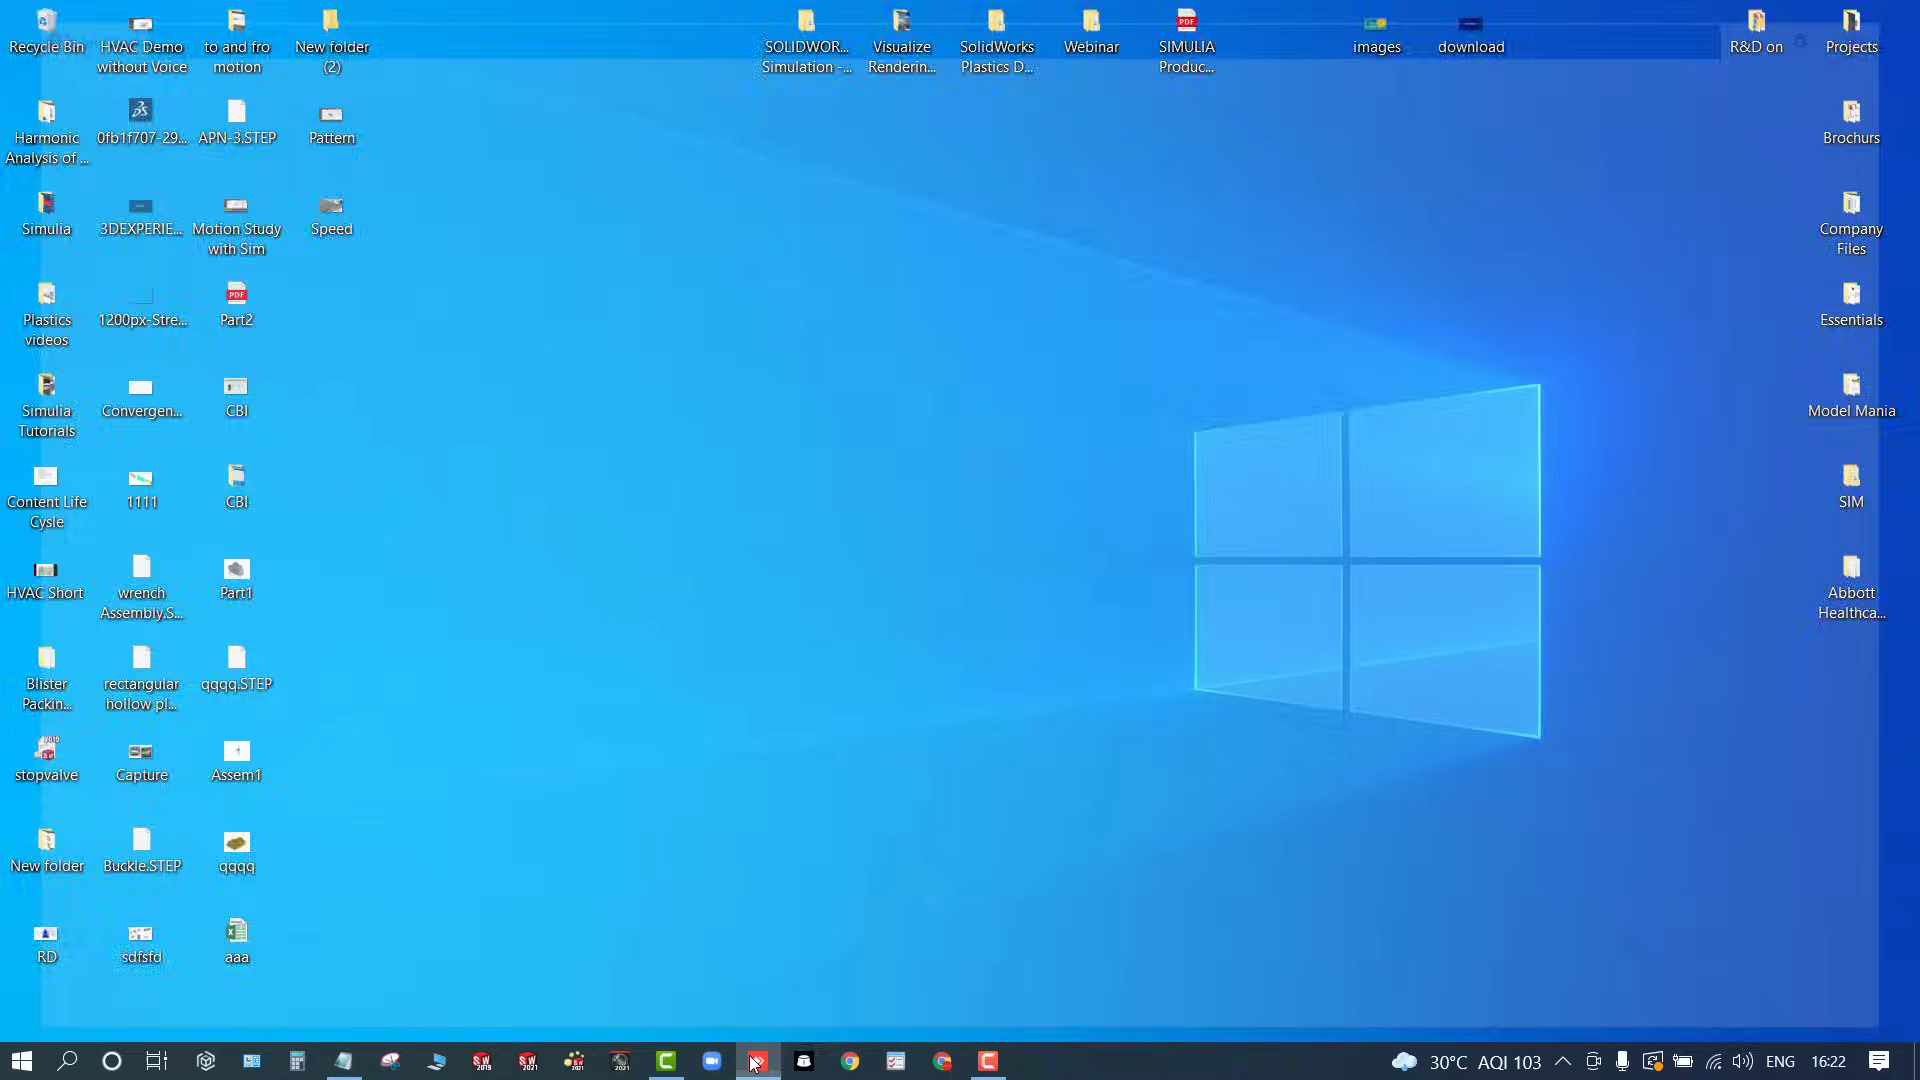 Recycle Bin
HVAC Demo
without Voice
to and fro
motion
New folder
(2)
SOLIDWOR...
Simulation -...
Visualize
Renderin...
SolidWorks
Plastics D...
Webinar
SIMULIA
Produc...
images
download
R&D on
Projects
Harmonic
Analysis of ...
0fb1f707-29...
APN-3.STEP
Pattern
Brochurs
Simulia
3DEXPERIE...
Motion Study
with Sim
Speed
Company
Files
Plastics
videos
1200px-Stre...
Part2
Essentials
Simulia
Tutorials
Convergen...
CBI
Model Mania
Content Life
Cysle
1111
CBI
SIM
HVAC Short
wrench
Assembly.S...
Part1
Abbott
Healthca...
Blister
Packin...
rectangular
hollow pl...
qqqq.STEP
stopvalve
Capture
Assem1
New folder
Buckle.STEP
qqqq
RD
sdfsfd
aaa
30°C AQI 103
ENG
16:22